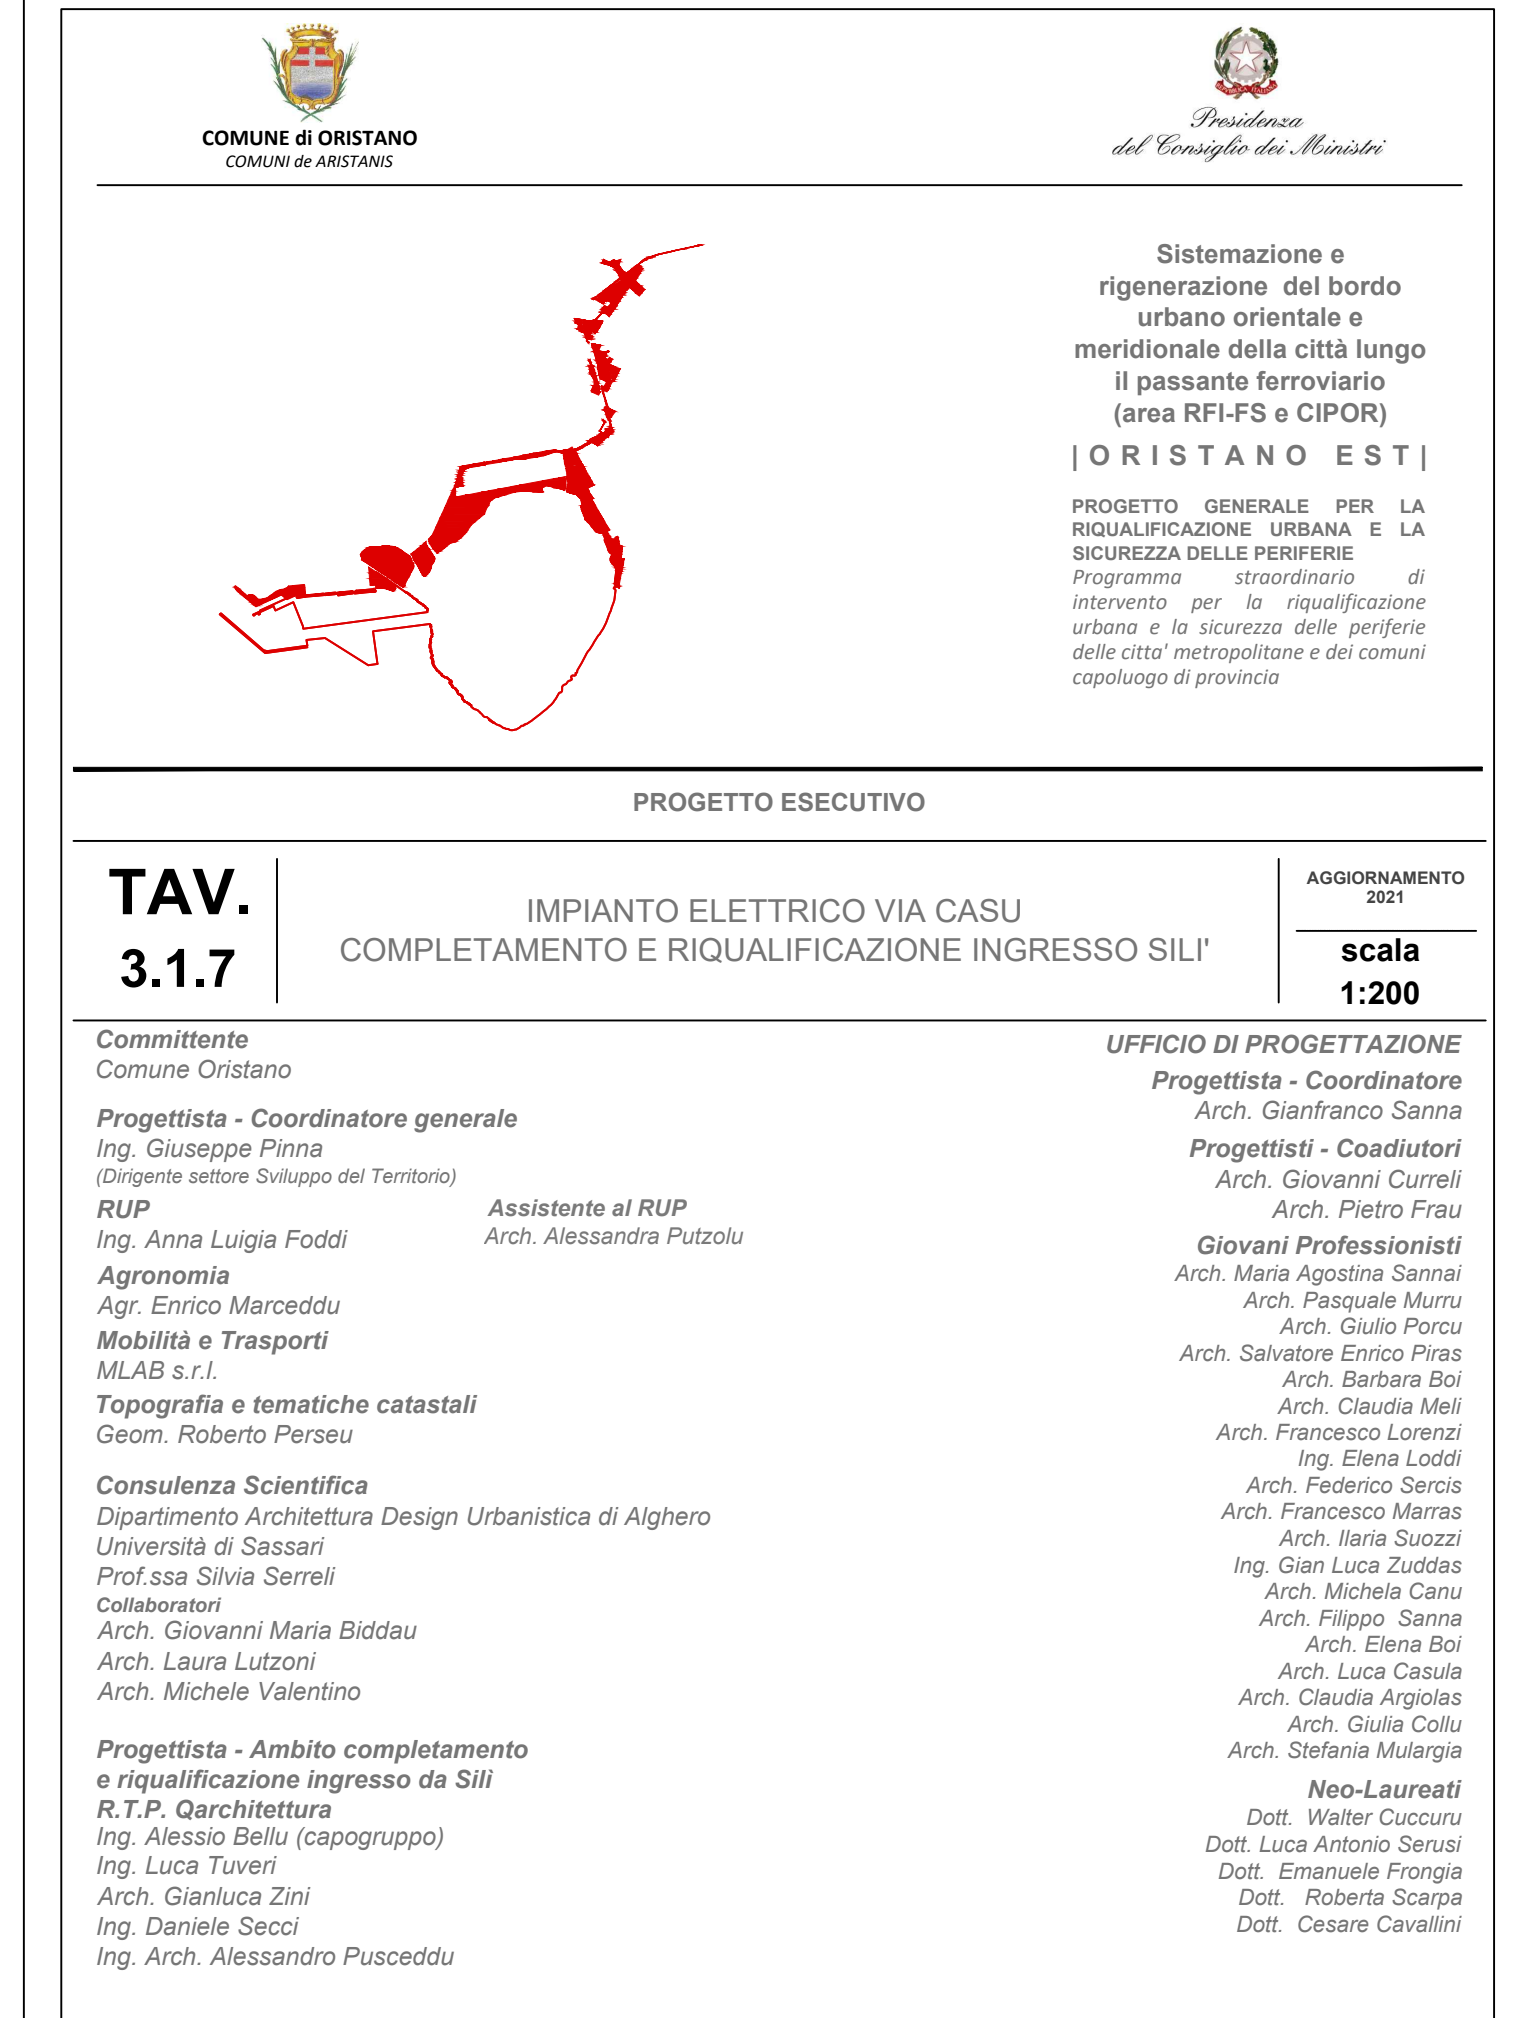 COMUNE di ORISTANO
COMUNI de ARISTANIS
REPVBBLICA ITALIANA
Presidenza
del Consiglio dei Ministri
Sistemazione e
rigenerazione del bordo
urbano orientale e
meridionale della città lungo
il passante ferroviario
(area RFI-FS e CIPOR)
|ORISTANO EST|
PROGETTO GENERALE PER LA
RIQUALIFICAZIONE URBANA E LA
SICUREZZA DELLE PERIFERIE
Programma straordinario di
intervento per la riqualificazione
urbana e la sicurezza delle periferie
delle citta' metropolitane e dei comuni
capoluogo di provincia
PROGETTO ESECUTIVO
TAV.
3.1.7
IMPIANTO ELETTRICO VIA CASU
COMPLETAMENTO E RIQUALIFICAZIONE INGRESSO SILI'
AGGIORNAMENTO
2021
scala
1:200
Committente
Comune Oristano
Progettista - Coordinatore generale
Ing. Giuseppe Pinna
(Dirigente settore Sviluppo del Territorio)
RUP
Ing. Anna Luigia Foddi
Assistente al RUP
Arch. Alessandra Putzolu
Agronomia
Agr. Enrico Marceddu
Mobilità e Trasporti
MLAB s.r.l.
Topografia e tematiche catastali
Geom. Roberto Perseu
Consulenza Scientifica
Dipartimento Architettura Design Urbanistica di Alghero
Università di Sassari
Prof.ssa Silvia Serreli
Collaboratori
Arch. Giovanni Maria Biddau
Arch. Laura Lutzoni
Arch. Michele Valentino
Progettista - Ambito completamento
e riqualificazione ingresso da Silì
R.T.P. Qarchitettura
Ing. Alessio Bellu (capogruppo)
Ing. Luca Tuveri
Arch. Gianluca Zini
Ing. Daniele Secci
Ing. Arch. Alessandro Pusceddu
UFFICIO DI PROGETTAZIONE
Progettista - Coordinatore
Arch. Gianfranco Sanna
Progettisti - Coadiutori
Arch. Giovanni Curreli
Arch. Pietro Frau
Giovani Professionisti
Arch. Maria Agostina Sannai
Arch. Pasquale Murru
Arch. Giulio Porcu
Arch. Salvatore Enrico Piras
Arch. Barbara Boi
Arch. Claudia Meli
Arch. Francesco Lorenzi
Ing. Elena Loddi
Arch. Federico Sercis
Arch. Francesco Marras
Arch. Ilaria Suozzi
Ing. Gian Luca Zuddas
Arch. Michela Canu
Arch. Filippo Sanna
Arch. Elena Boi
Arch. Luca Casula
Arch. Claudia Argiolas
Arch. Giulia Collu
Arch. Stefania Mulargia
Neo-Laureati
Dott. Walter Cuccuru
Dott. Luca Antonio Serusi
Dott. Emanuele Frongia
Dott. Roberta Scarpa
Dott. Cesare Cavallini